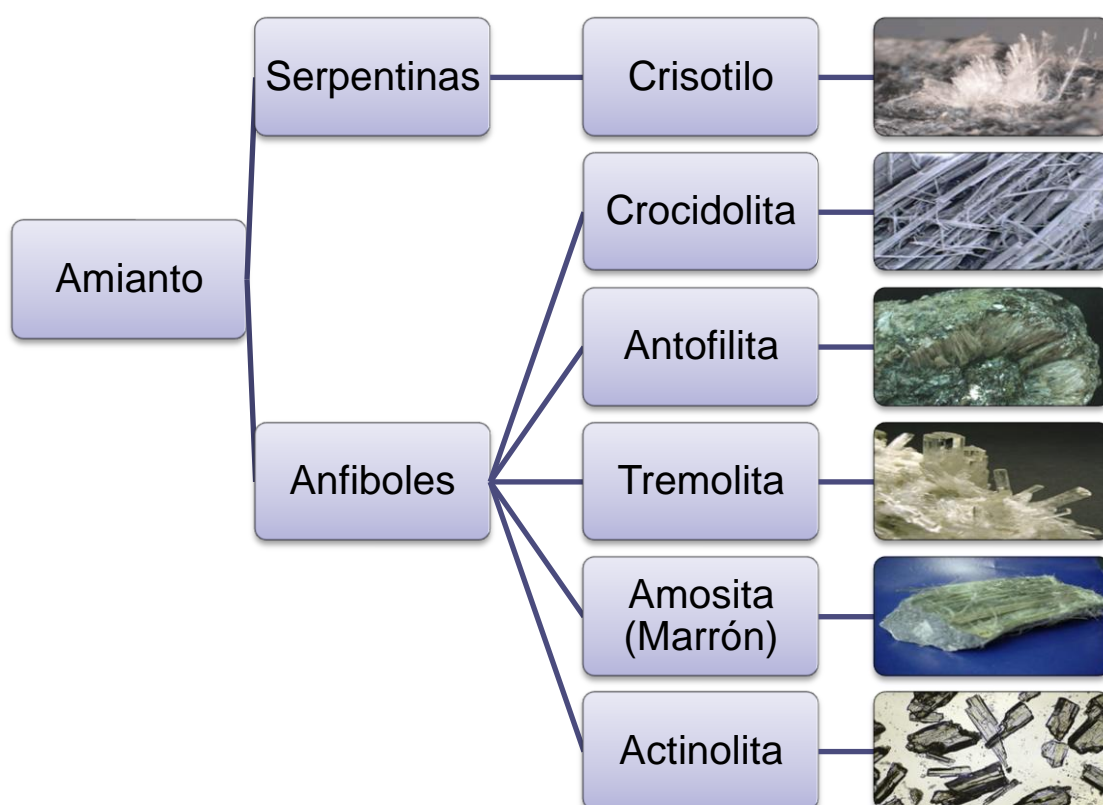 Amianto
Serpentinas
Crisotilo
Anfiboles
Crocidolita
Antofilita
Tremolita
Amosita
(Marrón)
Actinolita